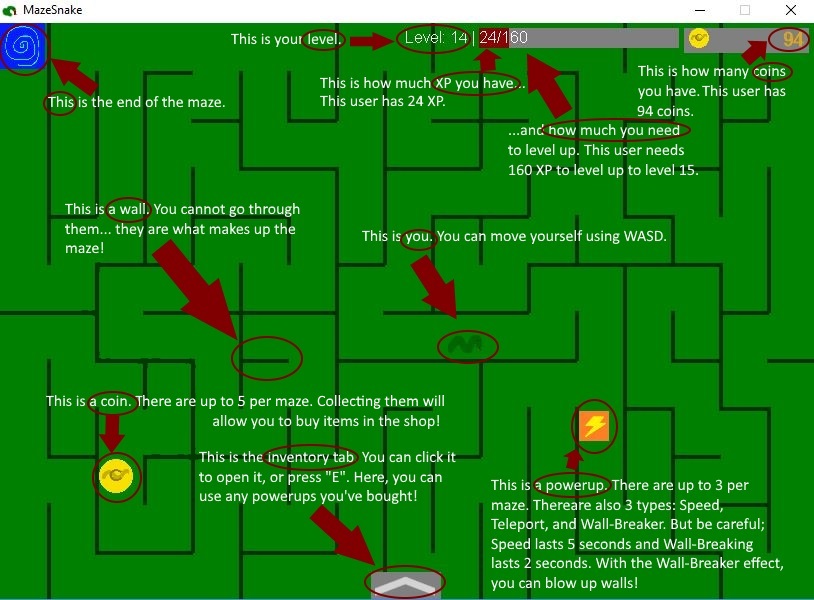 MazeSnake
This is your level.
Level: 14 | 24/160
94
This is how much XP you have...
This user has 24 XP.
This is how many coins
you have. This user has
94 coins.
This is the end of the maze.
...and how much you need
to level up. This user needs
160 XP to level up to level 15.
This is a wall. You cannot go through
them... they are what makes up the
maze!
This is you. You can move yourself using WASD.
This is a coin. There are up to 5 per maze. Collecting them will
allow you to buy items in the shop!
This is the inventory tab You can click it
to open it, or press "E". Here, you can
use any powerups you've bought!
This is a powerup. There are up to 3 per
maze. Thereare also 3 types: Speed,
Teleport, and Wall-Breaker. But be careful;
Speed lasts 5 seconds and Wall-Breaking
lasts 2 seconds. With the Wall-Breaker effect,
you can blow up walls!